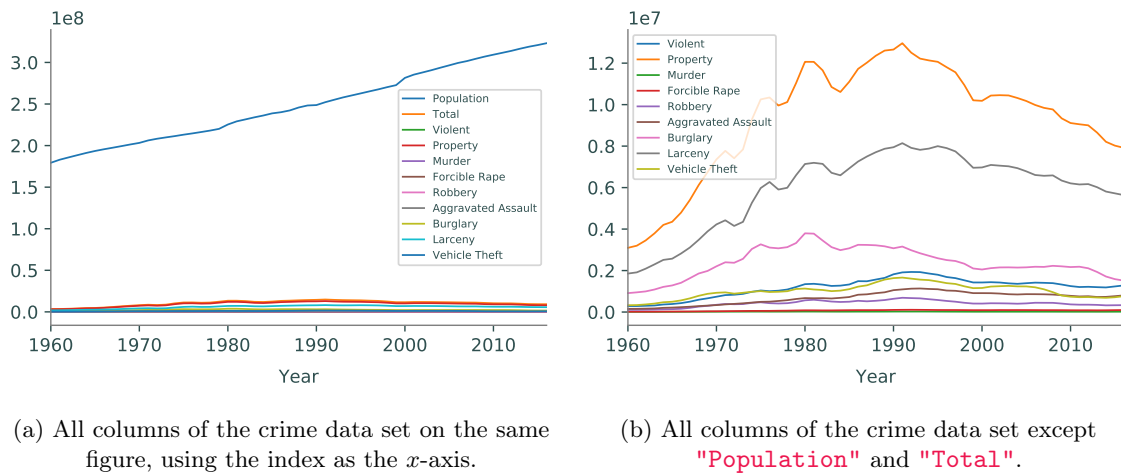 1e8
3.0
2.5
2.0
1.5
1.0
0.5
0.0
1960 1970 1980 1990 2000 2010
Year
Population
Total
Violent
Property
Murder
Forcible Rape
Robbery
Aggravated Assault
Burglary
Larceny
Vehicle Theft
(a) All columns of the crime data set on the same
figure, using the index as the x-axis.
1e7
1.2
1.0
0.8
0.6
0.4
0.2
0.0
1960 1970 1980 1990 2000 2010
Year
Violent
Property
Murder
Forcible Rape
Robbery
Aggravated Assault
Burglary
Larceny
Vehicle Theft
(b) All columns of the crime data set except
"Population" and "Total".